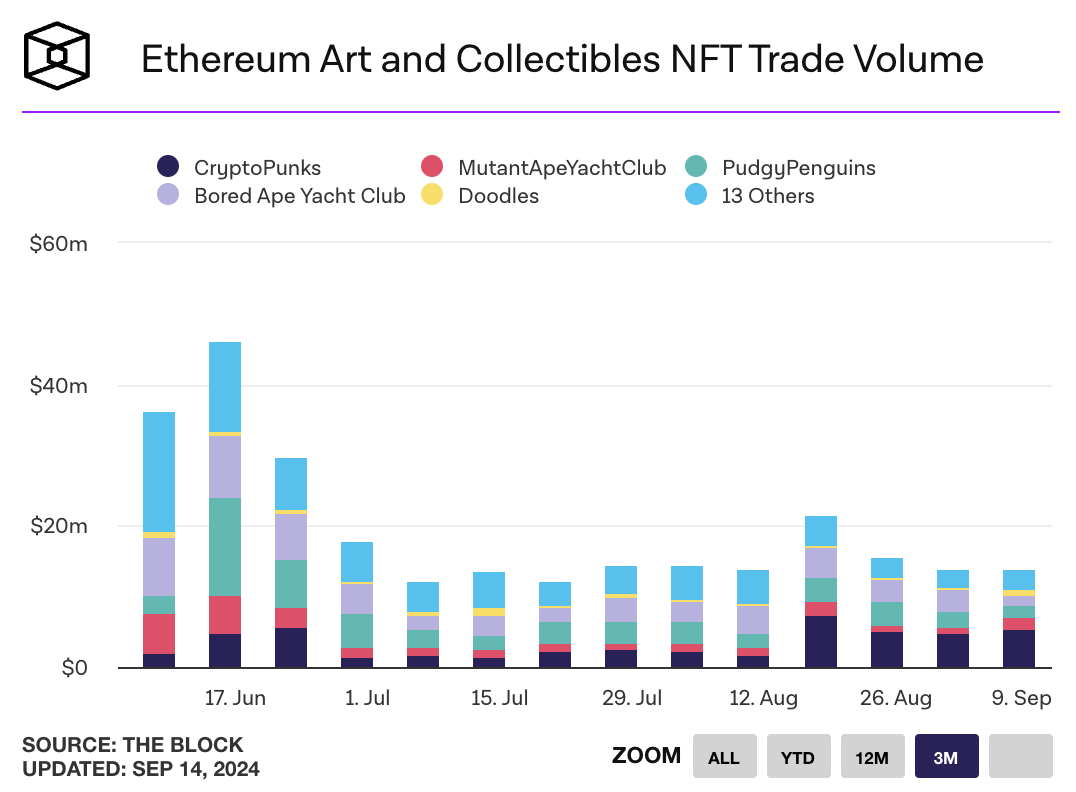 Ethereum Art and Collectibles NFT Trade Volume
CryptoPunks MutantApeYachtClub PudgyPenguins
Bored Ape Yacht Club Doodles 13 Others
$60m
$40m
$20m
$0
17. Jun 1. Jul 15. Jul 29. Jul 12. Aug 26. Aug 9. Sep
SOURCE: THE BLOCK
UPDATED: SEP 14, 2024
ZOOM ALL YTD 12M 3M